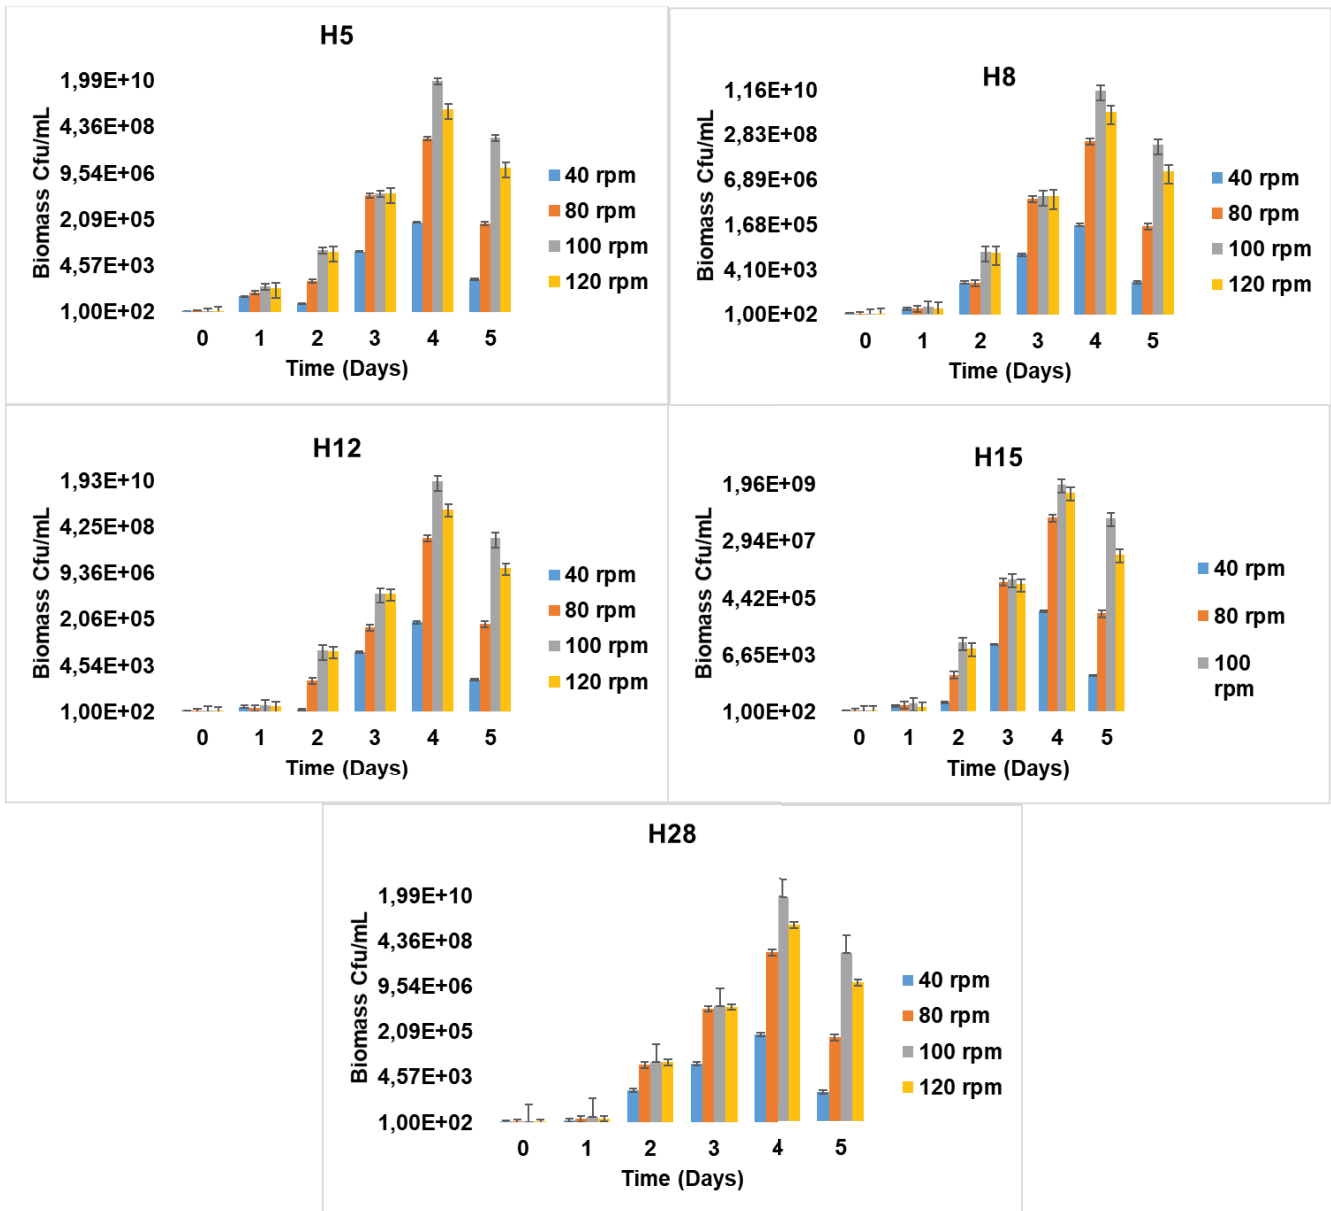 H5
Biomass Cfu/mL
1,99E+10
4,36E+08
9,54E+06
2,09E+05
4,57E+03
1,00E+02
0 1 2 3 4 5
Time (Days)
40 rpm
80 rpm
100 rpm
120 rpm
H8
Biomass Cfu/mL
1,16E+10
2,83E+08
6,89E+06
1,68E+05
4,10E+03
1,00E+02
0 1 2 3 4 5
Time (Days)
40 rpm
80 rpm
100 rpm
120 rpm
H12
Biomass Cfu/mL
1,93E+10
4,25E+08
9,36E+06
2,06E+05
4,54E+03
1,00E+02
0 1 2 3 4 5
Time (Days)
40 rpm
80 rpm
100 rpm
120 rpm
H15
Biomass Cfu/mL
1,96E+09
2,94E+07
4,42E+05
6,65E+03
1,00E+02
0 1 2 3 4 5
Time (Days)
40 rpm
80 rpm
100
rpm
H28
Biomass Cfu/mL
1,99E+10
4,36E+08
9,54E+06
2,09E+05
4,57E+03
1,00E+02
0 1 2 3 4 5
Time (Days)
40 rpm
80 rpm
100 rpm
120 rpm